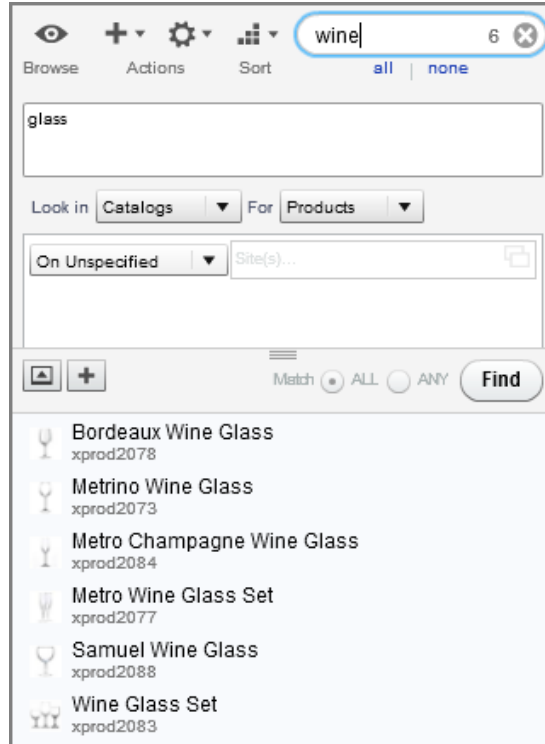 wine 6
Browse Actions Sort all | none
glass
Look in Catalogs For Products
On Unspecified Site(s)...
Match ALL ANY Find
Bordeaux Wine Glass
xprod2078
Metrino Wine Glass
xprod2073
Metro Champagne Wine Glass
xprod2084
Metro Wine Glass Set
xprod2077
Samuel Wine Glass
xprod2088
Wine Glass Set
xprod2083